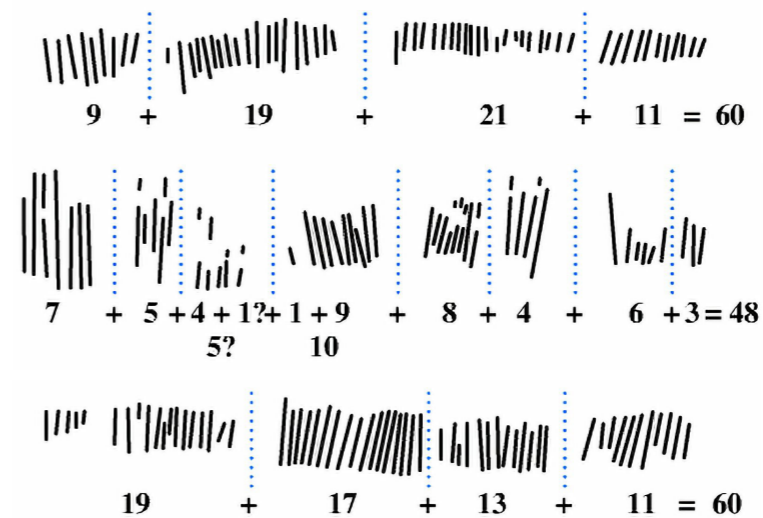 9 + 19 + 21 + 11 = 60
7 + 5 + 4 + 1? + 1 + 9 + 8 + 4 + 6 + 3 = 48
5? 10
19 + 17 + 13 + 11 = 60